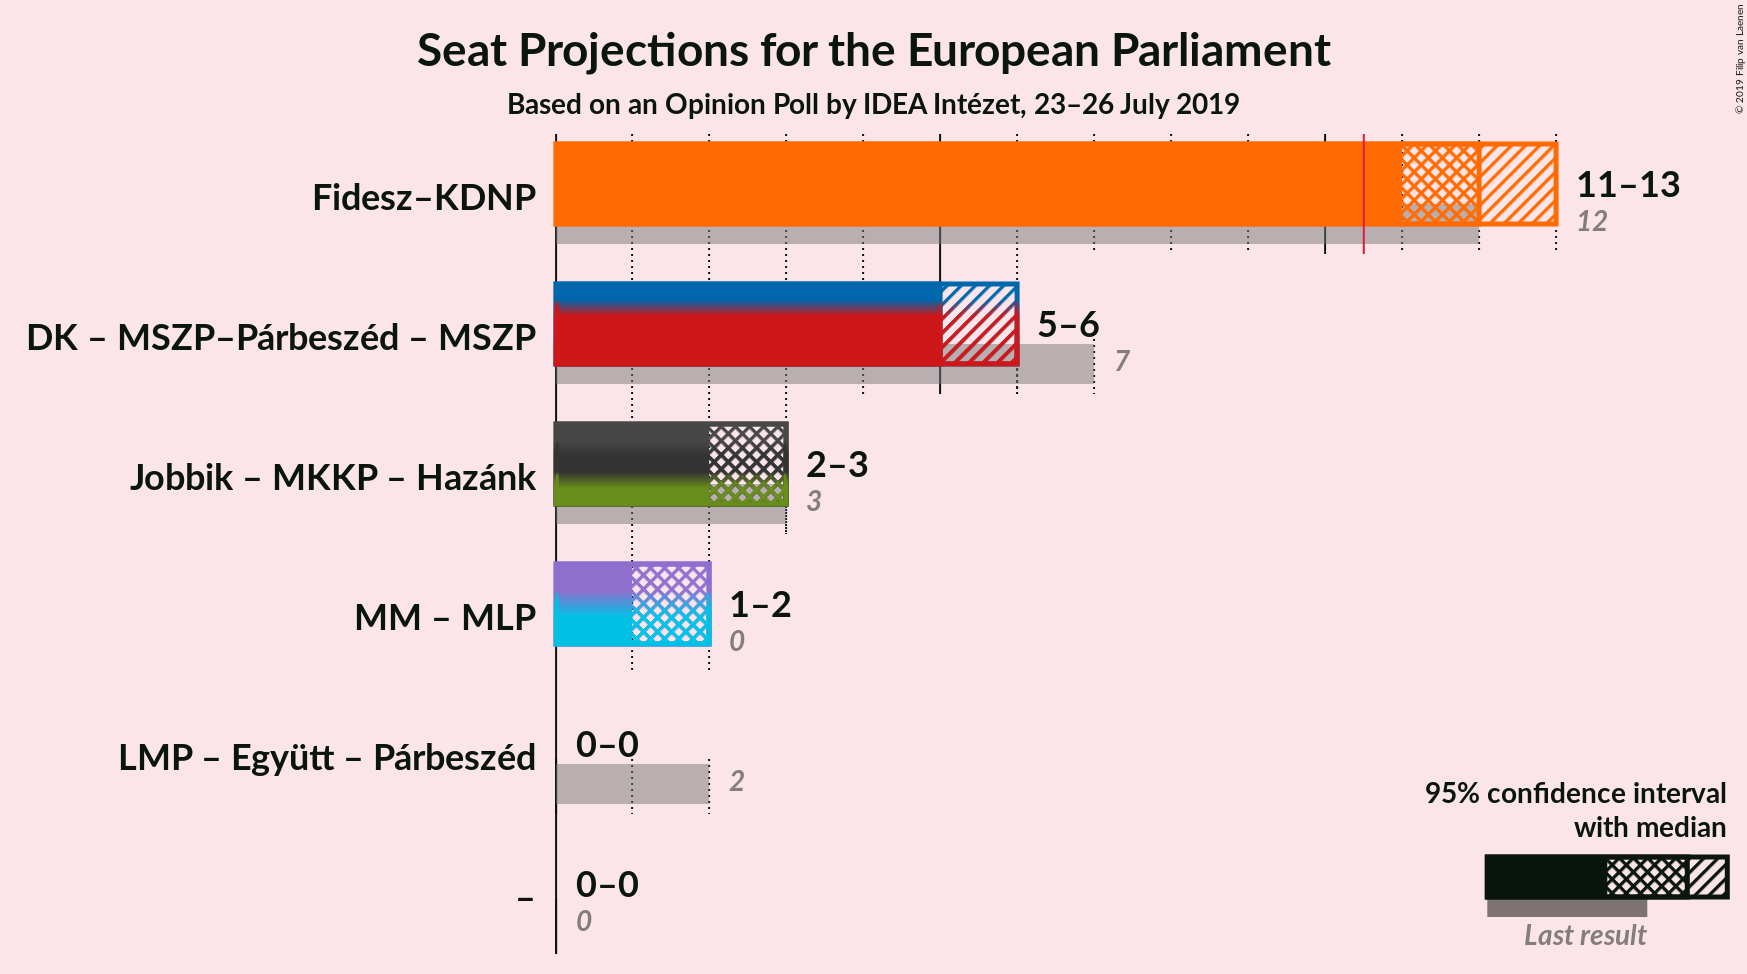 Seat Projections for the European Parliament
Based on an Opinion Poll by IDEA Intézet, 23–26 July 2019
© 2019 Filip van Laenen
Fidesz–KDNP
11–13
12
DK – MSZP–Párbeszéd – MSZP
5–6
7
Jobbik – MKKP – Hazánk
2–3
3
MM – MLP
1–2
0
LMP – Együtt – Párbeszéd
0–0
2
–
0–0
0
95% confidence interval
with median
Last result